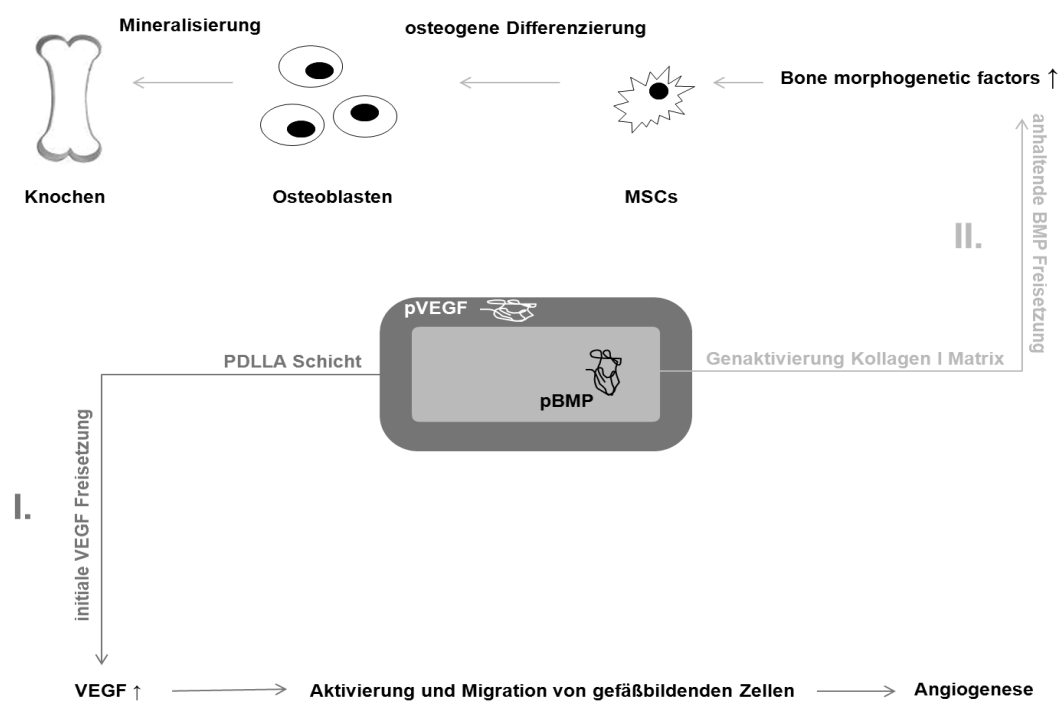 Mineralisierung
osteogene Differenzierung
Bone morphogenetic factors ↑
Knochen
Osteoblasten
MSCs
anhaltende BMP Freisetzung
II.
pVEGF
PDLLA Schicht
Genaktivierung Kollagen I Matrix
pBMP
I.
initiale VEGF Freisetzung
VEGF ↑
Aktivierung und Migration von gefäßbildenden Zellen
Angiogenese